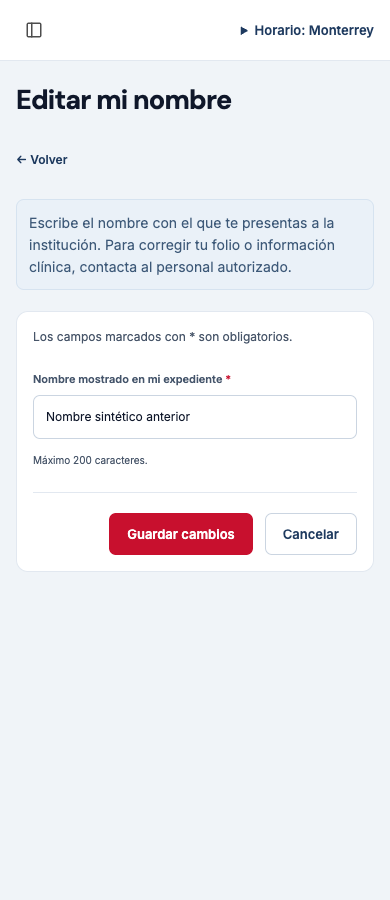 Horario: Monterrey
Editar mi nombre
← Volver
Escribe el nombre con el que te presentas a la
institución. Para corregir tu folio o información
clínica, contacta al personal autorizado.
Los campos marcados con * son obligatorios.
Nombre mostrado en mi expediente *
Nombre sintético anterior
Máximo 200 caracteres.
Guardar cambios
Cancelar